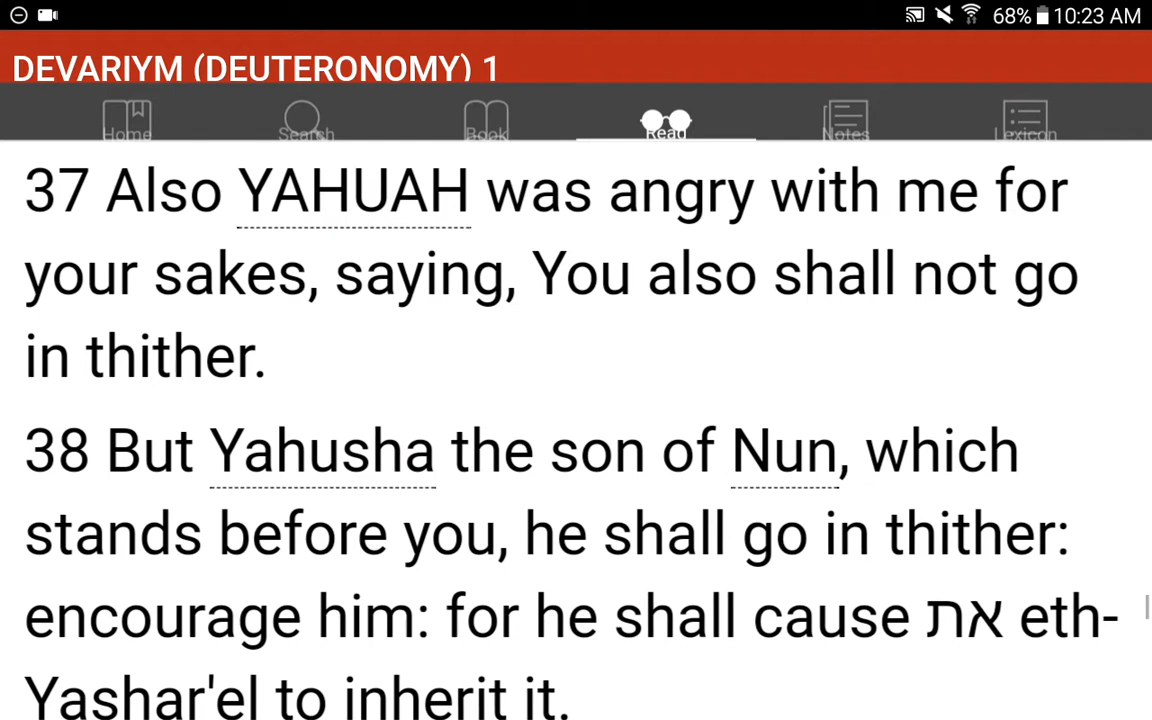 68% 10:23 AM
DEVARIYM (DEUTERONOMY) 1
Home Search Book Read Notes Lexicon
37 Also YAHUAH was angry with me for
your sakes, saying, You also shall not go
in thither.
38 But Yahusha the son of Nun, which
stands before you, he shall go in thither:
encourage him: for he shall cause את eth-
Yashar'el to inherit it.